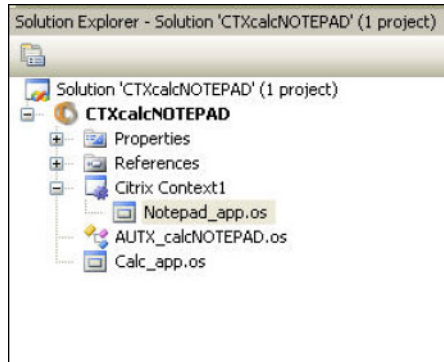 Solution Explorer - Solution 'CTXcalcNOTEPAD' (1 project)
Solution 'CTXcalcNOTEPAD' (1 project)
CTXcalcNOTEPAD
Properties
References
Citrix Context1
Notepad_app.os
AUTX_calcNOTEPAD.os
Calc_app.os